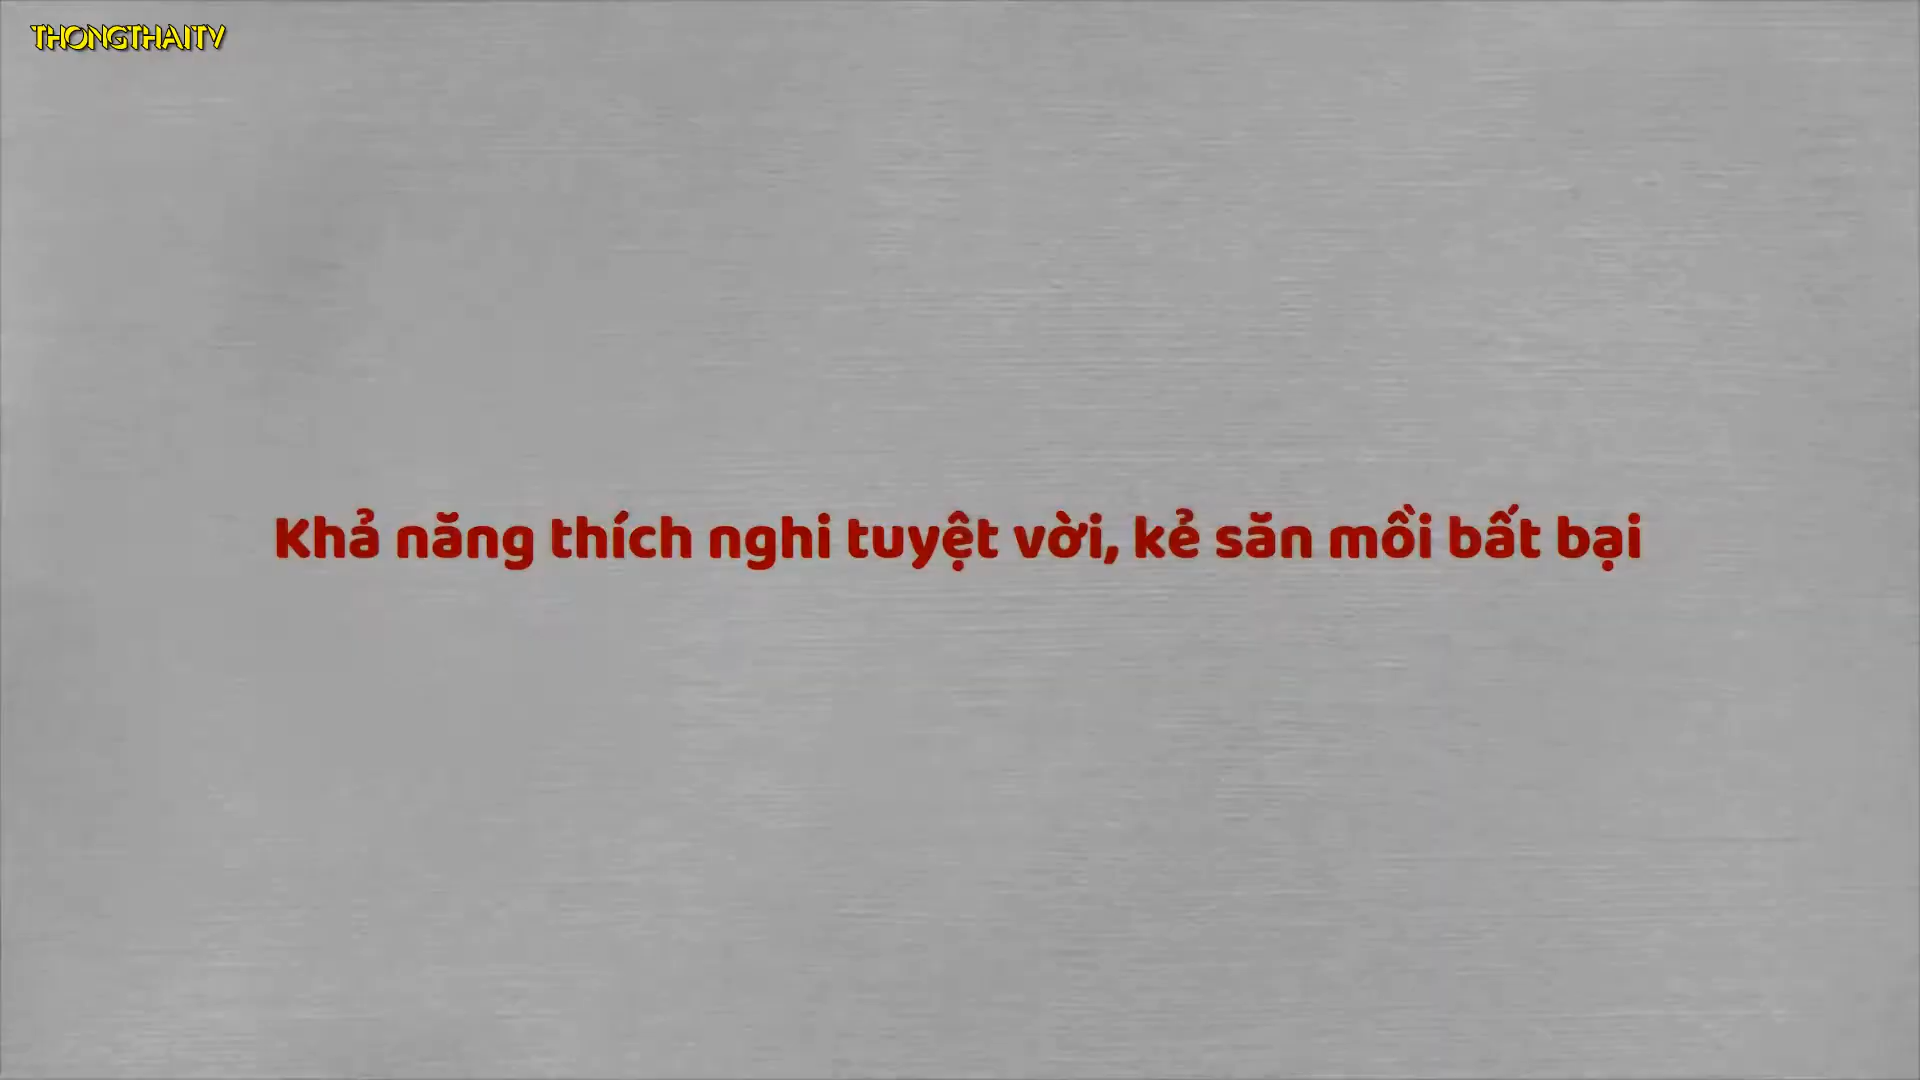 THONGTHAITV
Khả năng thích nghi tuyệt vời, kẻ săn mồi bất bại